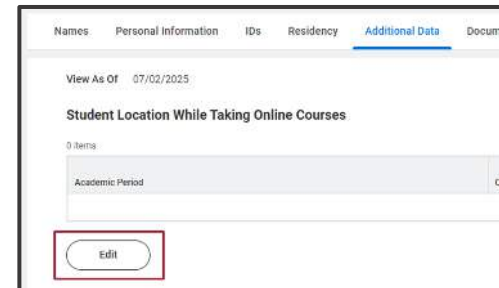 Names Personal Information IDs Residency Additional Data Docum
View As Of 07/02/2025
Student Location While Taking Online Courses
0 items
Academic Period
Edit